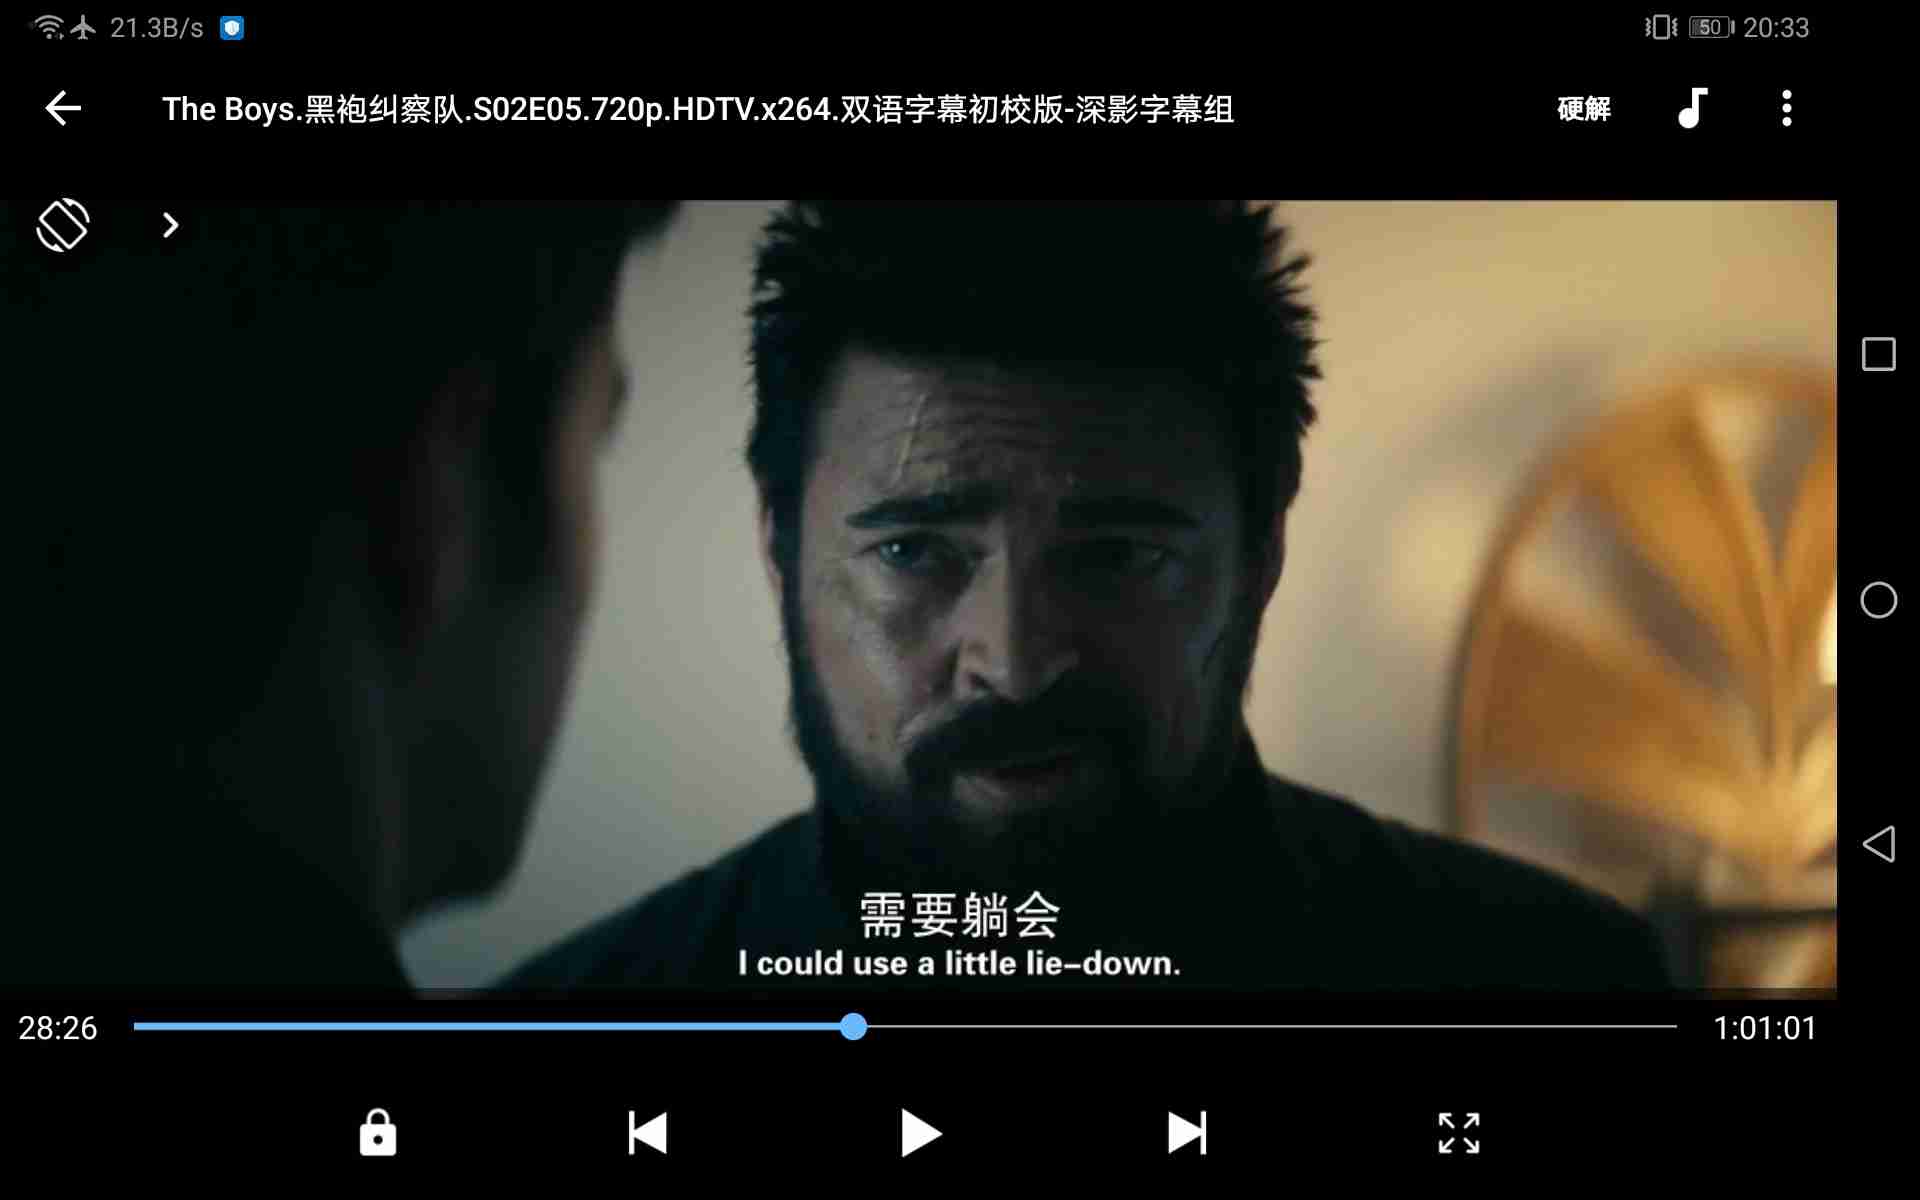 21.3B/s
50 20:33
The Boys.黑袍纠察队.S02E05.720p.HDTV.x264.双语字幕初校版-深影字幕组
硬解
需要躺会
I could use a little lie-down.
28:26
1:01:01